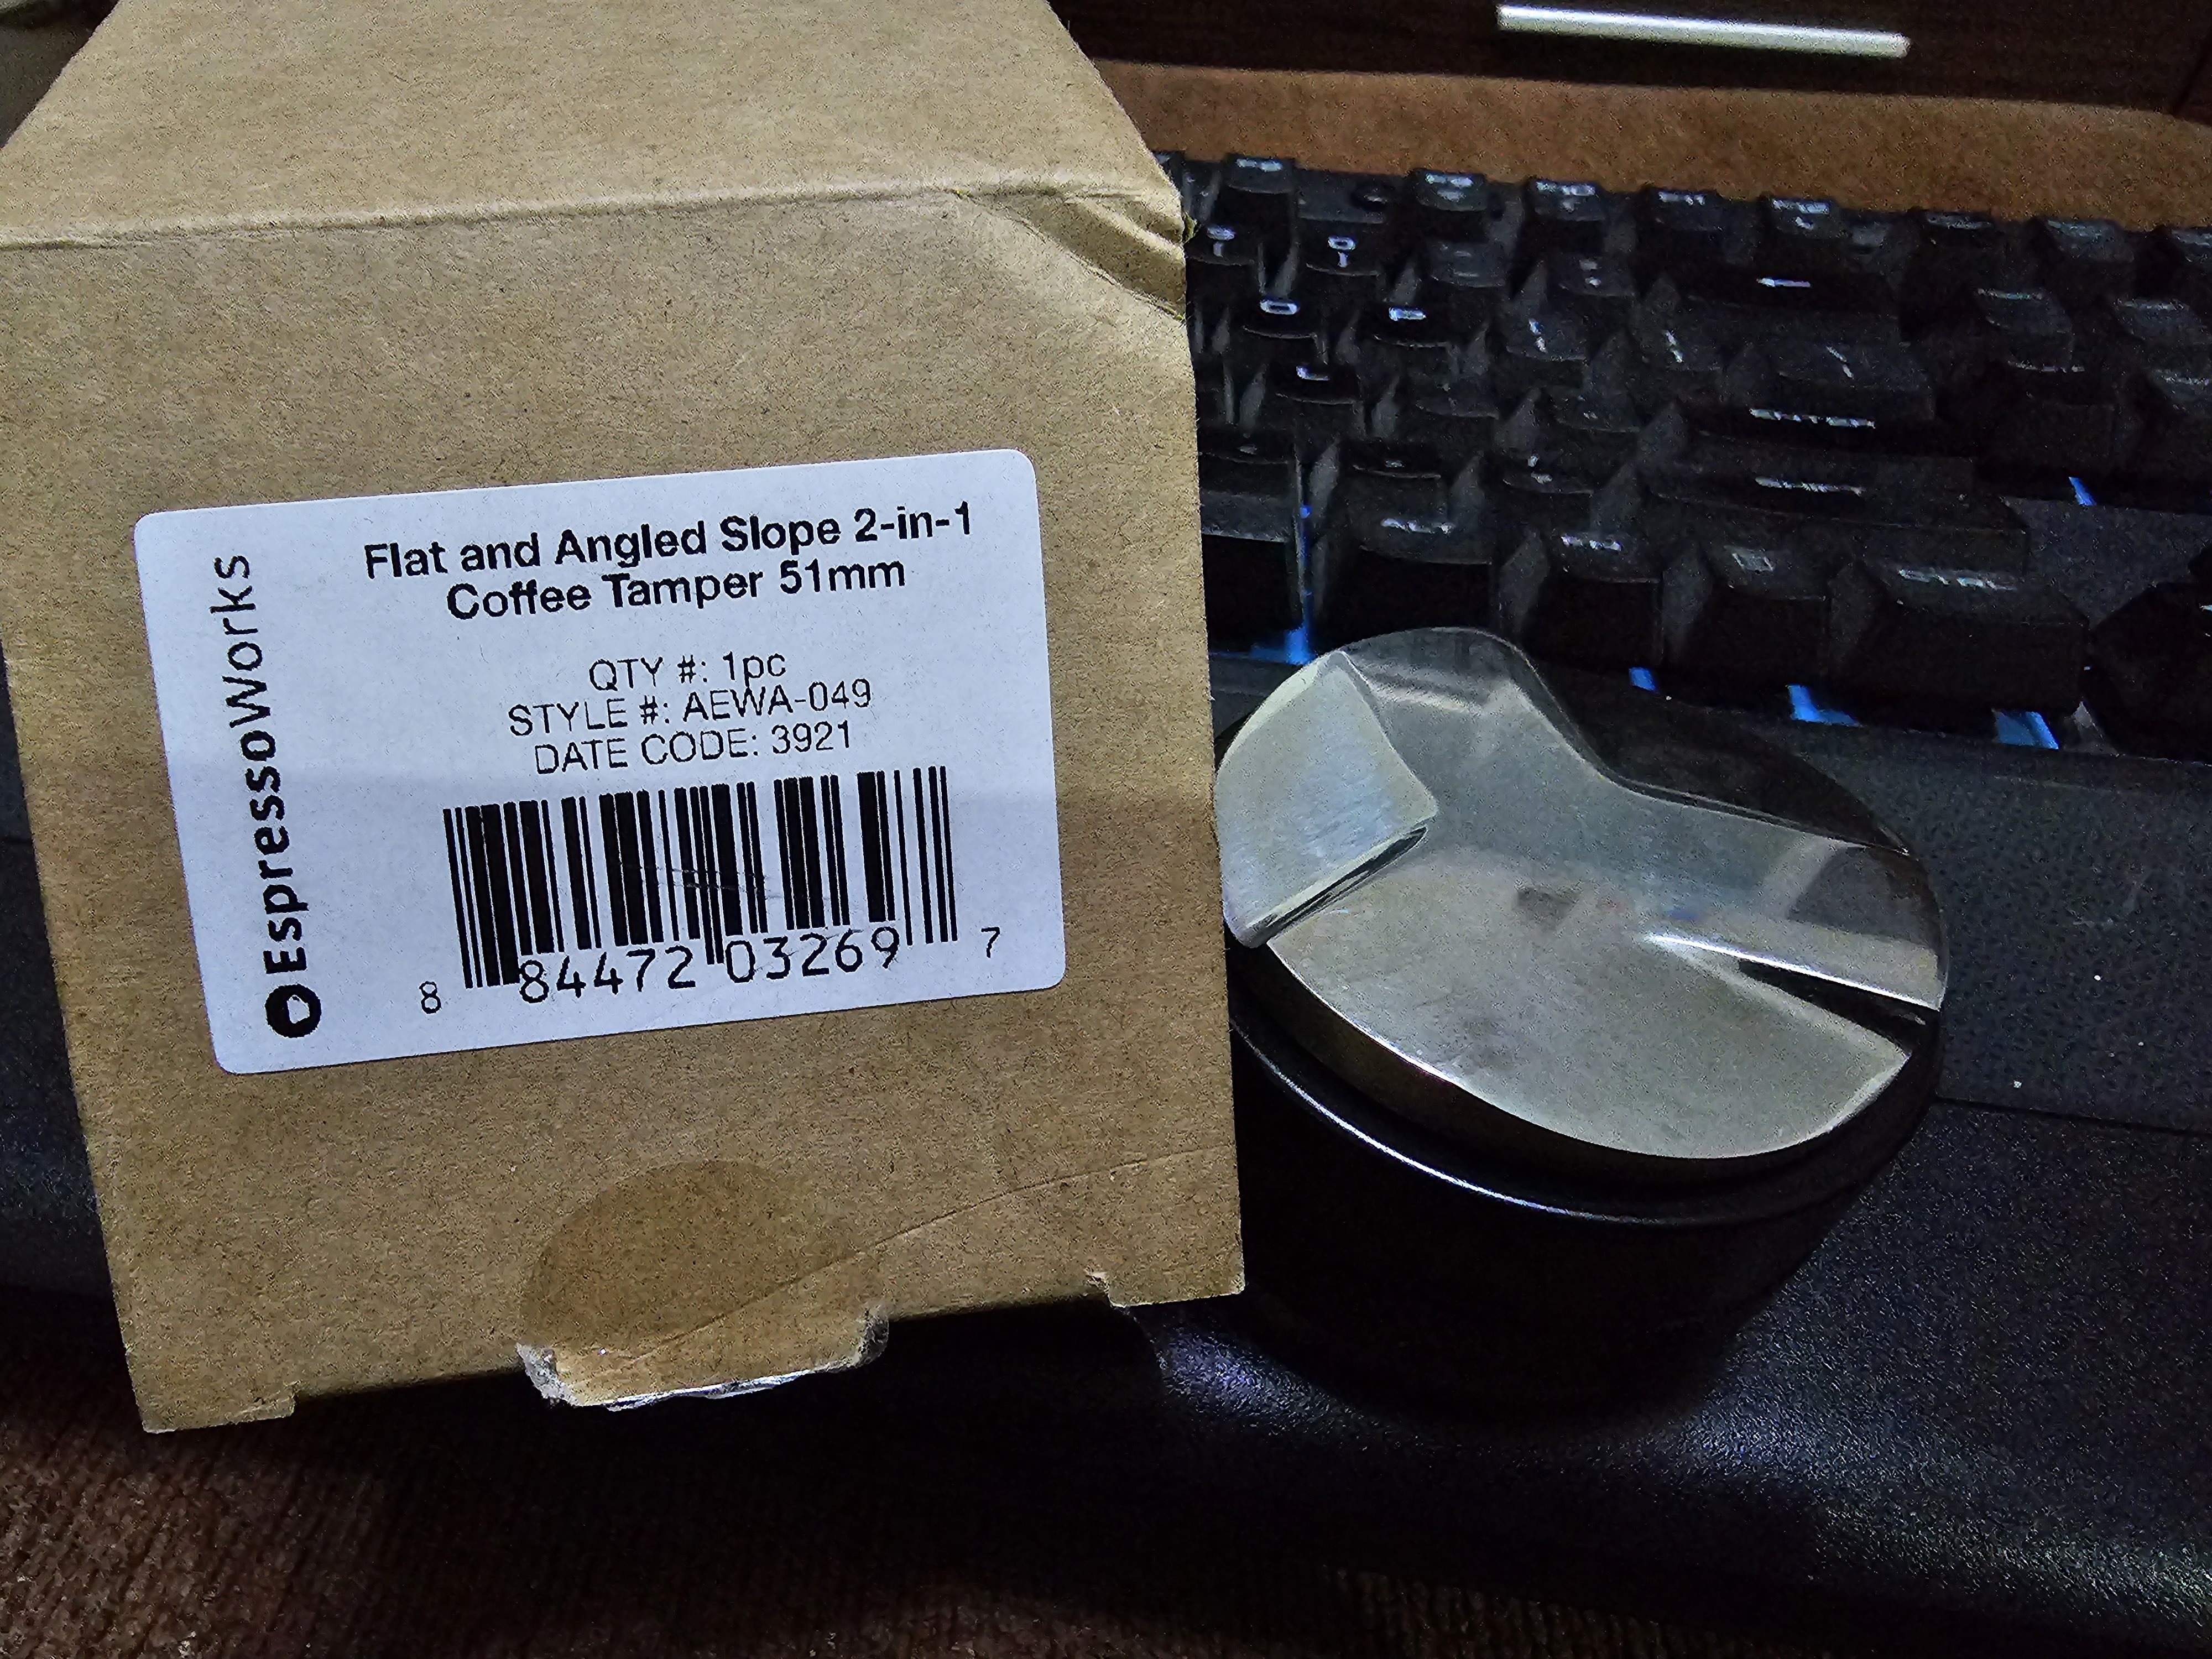 EspressoWorks
Flat and Angled Slope 2-in-1
Coffee Tamper 51mm
QTY #: 1pc
STYLE #: AEWA-049
DATE CODE: 3921
8 84472 03269 7
ENTER
SHIFT
ALT
CTRL